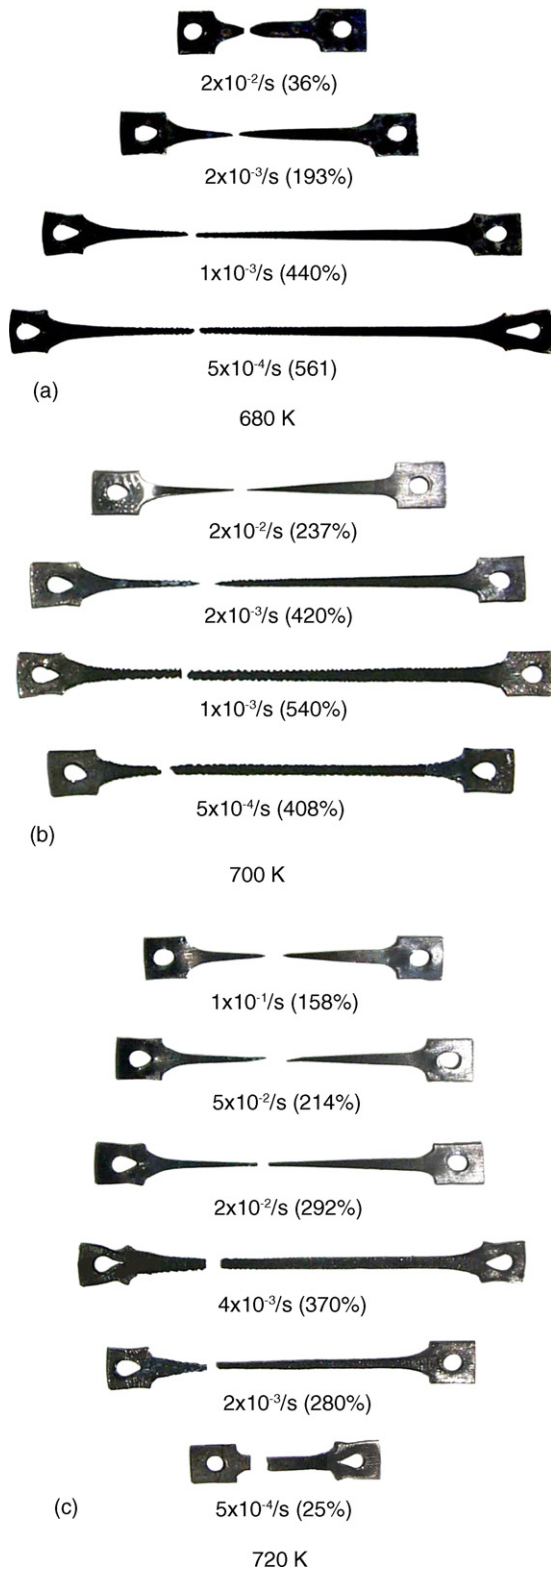 2x10⁻²/s (36%)
2x10⁻³/s (193%)
1x10⁻³/s (440%)
5x10⁻⁴/s (561)
(a)
680 K
2x10⁻²/s (237%)
2x10⁻³/s (420%)
1x10⁻³/s (540%)
5x10⁻⁴/s (408%)
(b)
700 K
1x10⁻¹/s (158%)
5x10⁻²/s (214%)
2x10⁻²/s (292%)
4x10⁻³/s (370%)
2x10⁻³/s (280%)
5x10⁻⁴/s (25%)
(c)
720 K